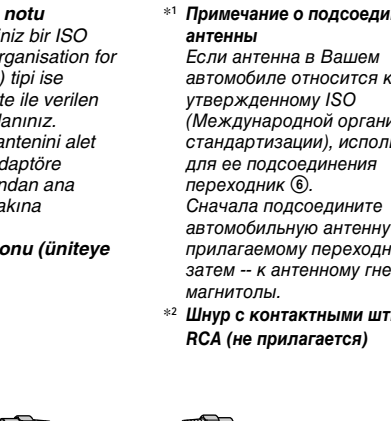 notu
niz bir ISO
rganisation for
) tipi ise
te ile verilen
lanınız.
antenini alet
daptöre
ndan ana
akına
onu (üniteye
*1 Примечание о подсоеди
антенны
Если антенна в Вашем
автомобиле относится к
утвержденному ISO
(Международной органи
стандартизации), исполь
для ее подсоединения
переходник ⑥.
Сначала подсоедините
автомобильную антенну
прилагаемому переходн
затем -- к антенному гне
магнитолы.
*2 Шнур с контактными шт
RCA (не прилагается)